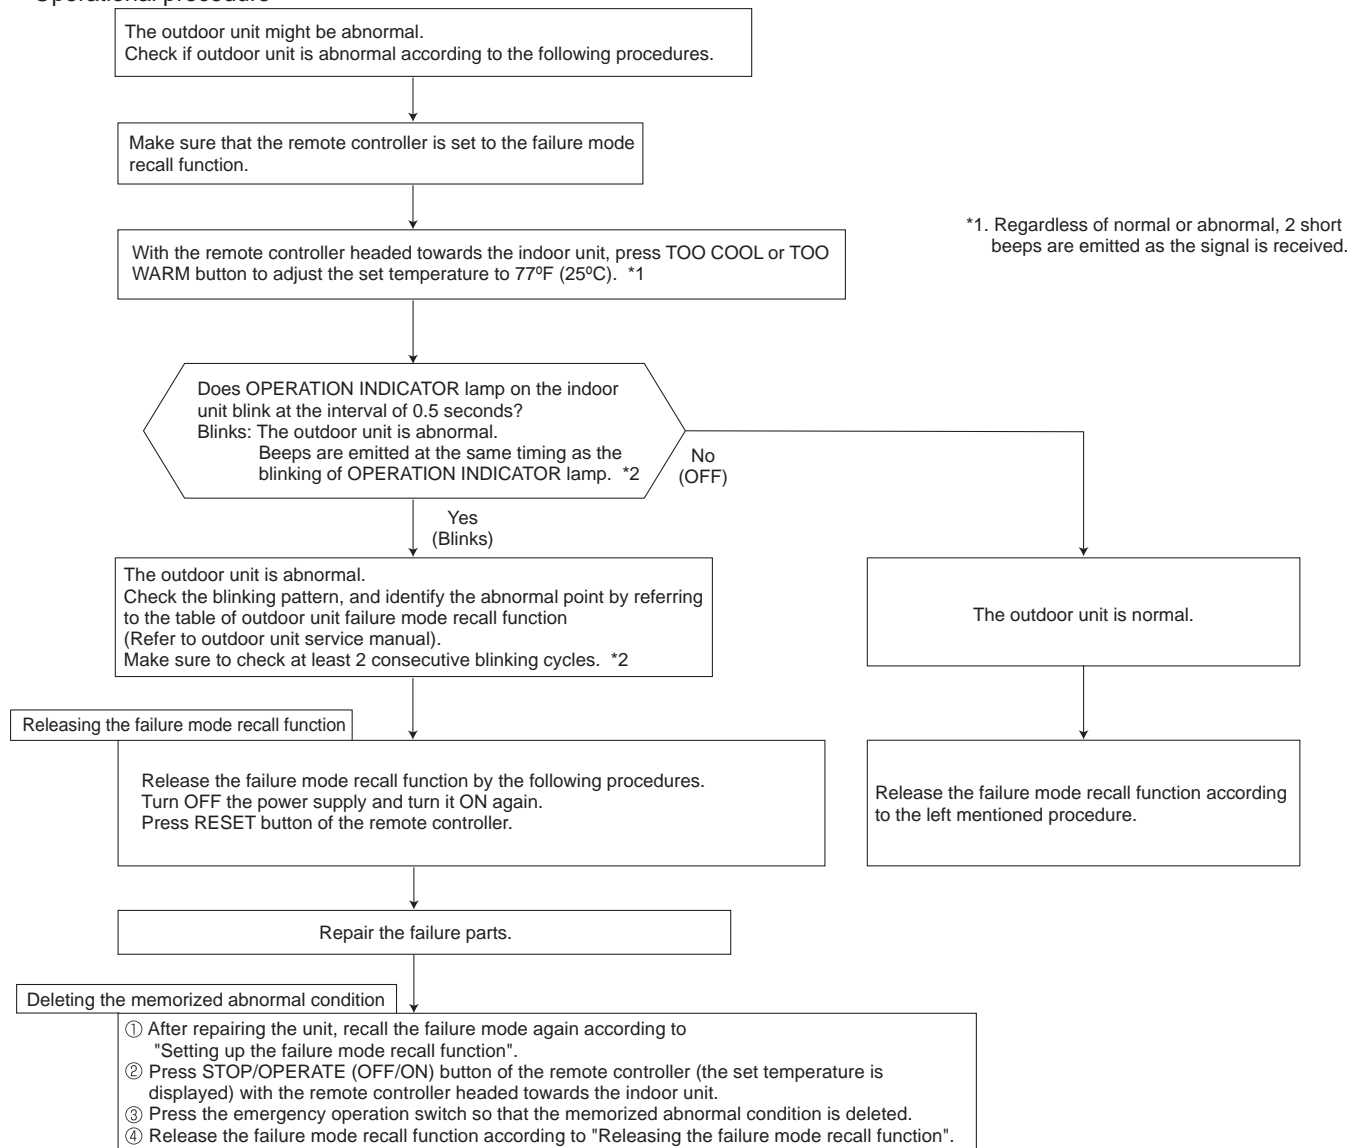 Operational procedure
The outdoor unit might be abnormal.
Check if outdoor unit is abnormal according to the following procedures.
Make sure that the remote controller is set to the failure mode
recall function.
With the remote controller headed towards the indoor unit, press TOO COOL or TOO
WARM button to adjust the set temperature to 77ºF (25ºC). *1
*1. Regardless of normal or abnormal, 2 short
beeps are emitted as the signal is received.
Does OPERATION INDICATOR lamp on the indoor
unit blink at the interval of 0.5 seconds?
Blinks: The outdoor unit is abnormal.
Beeps are emitted at the same timing as the
blinking of OPERATION INDICATOR lamp. *2
No
(OFF)
Yes
(Blinks)
The outdoor unit is abnormal.
Check the blinking pattern, and identify the abnormal point by referring
to the table of outdoor unit failure mode recall function
(Refer to outdoor unit service manual).
Make sure to check at least 2 consecutive blinking cycles. *2
The outdoor unit is normal.
Releasing the failure mode recall function
Release the failure mode recall function by the following procedures.
Turn OFF the power supply and turn it ON again.
Press RESET button of the remote controller.
Release the failure mode recall function according
to the left mentioned procedure.
Repair the failure parts.
Deleting the memorized abnormal condition
① After repairing the unit, recall the failure mode again according to
"Setting up the failure mode recall function".
② Press STOP/OPERATE (OFF/ON) button of the remote controller (the set temperature is
displayed) with the remote controller headed towards the indoor unit.
③ Press the emergency operation switch so that the memorized abnormal condition is deleted.
④ Release the failure mode recall function according to "Releasing the failure mode recall function".